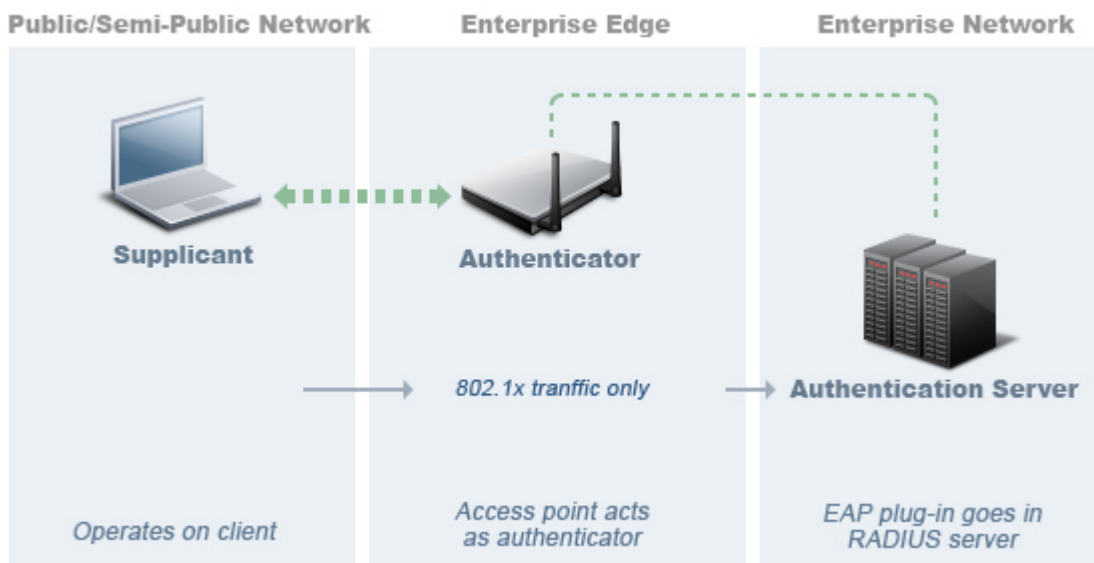 Public/Semi-Public Network
Enterprise Edge
Enterprise Network
Supplicant
Authenticator
802.1x tranffic only
Authentication Server
Operates on client
Access point acts
as authenticator
EAP plug-in goes in
RADIUS server